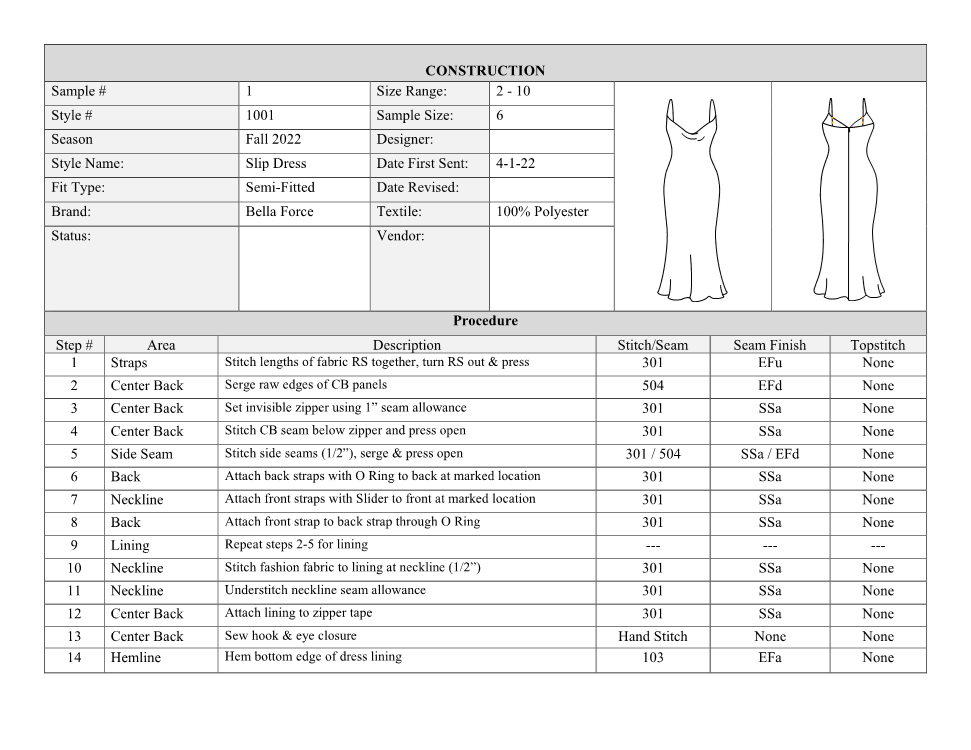 CONSTRUCTION
Sample # 1 Size Range: 2 - 10
Style # 1001 Sample Size: 6
Season Fall 2022 Designer:
Style Name: Slip Dress Date First Sent: 4-1-22
Fit Type: Semi-Fitted Date Revised:
Brand: Bella Force Textile: 100% Polyester
Status: Vendor:
Procedure
Step # Area Description Stitch/Seam Seam Finish Topstitch
1 Straps Stitch lengths of fabric RS together, turn RS out & press 301 EFu None
2 Center Back Serge raw edges of CB panels 504 EFd None
3 Center Back Set invisible zipper using 1” seam allowance 301 SSa None
4 Center Back Stitch CB seam below zipper and press open 301 SSa None
5 Side Seam Stitch side seams (1/2”), serge & press open 301 / 504 SSa / EFd None
6 Back Attach back straps with O Ring to back at marked location 301 SSa None
7 Neckline Attach front straps with Slider to front at marked location 301 SSa None
8 Back Attach front strap to back strap through O Ring 301 SSa None
9 Lining Repeat steps 2-5 for lining --- --- ---
10 Neckline Stitch fashion fabric to lining at neckline (1/2”) 301 SSa None
11 Neckline Understitch neckline seam allowance 301 SSa None
12 Center Back Attach lining to zipper tape 301 SSa None
13 Center Back Sew hook & eye closure Hand Stitch None None
14 Hemline Hem bottom edge of dress lining 103 EFa None